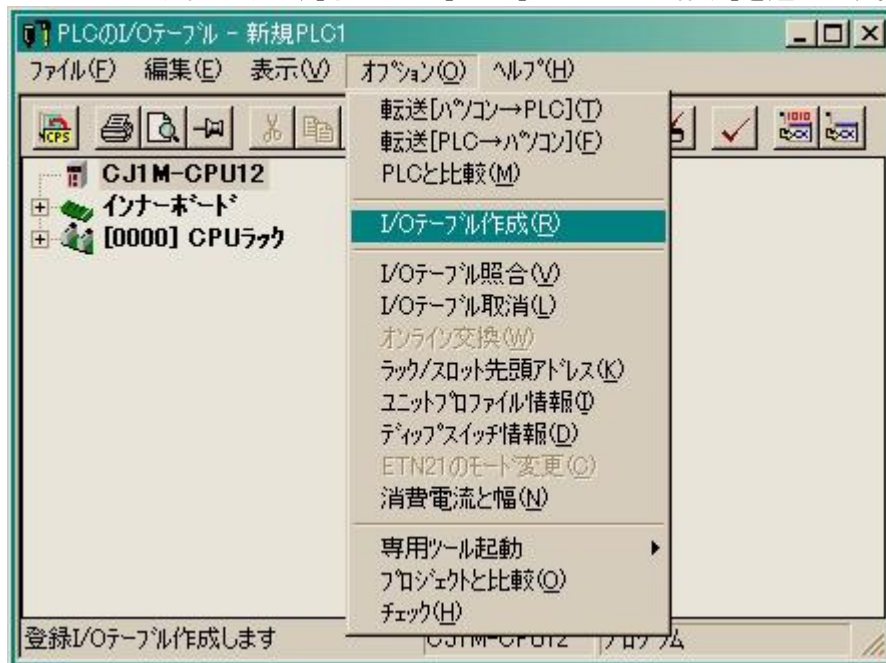 PLCのI/Oﾃｰﾌﾞﾙ - 新規PLC1
ﾌｧｲﾙ(F) 編集(E) 表示(V) ｵﾌﾟｼｮﾝ(O) ﾍﾙﾌﾟ(H)
CPS
転送[ﾊﾟｿｺﾝ→PLC](T)
転送[PLC→ﾊﾟｿｺﾝ](F)
PLCと比較(M)
I/Oﾃｰﾌﾞﾙ作成(R)
I/Oﾃｰﾌﾞﾙ照合(V)
I/Oﾃｰﾌﾞﾙ取消(L)
ｵﾝﾗｲﾝ交換(W)
ﾗｯｸ/ｽﾛｯﾄ先頭ｱﾄﾞﾚｽ(K)
ﾕﾆｯﾄﾌﾟﾛﾌｧｲﾙ情報(I)
ﾃﾞｨｯﾌﾟｽｲｯﾁ情報(D)
ETN21のﾓｰﾄﾞ変更(C)
消費電流と幅(N)
専用ﾂｰﾙ起動
ﾌﾟﾛｼﾞｪｸﾄと比較(O)
ﾁｪｯｸ(H)
CJ1M-CPU12
ｲﾝﾅｰﾎﾞｰﾄﾞ
[0000] CPUﾗｯｸ
登録I/Oﾃｰﾌﾞﾙ作成します CJ1M-CPU12 ﾌﾟﾛｸﾞﾗﾑ